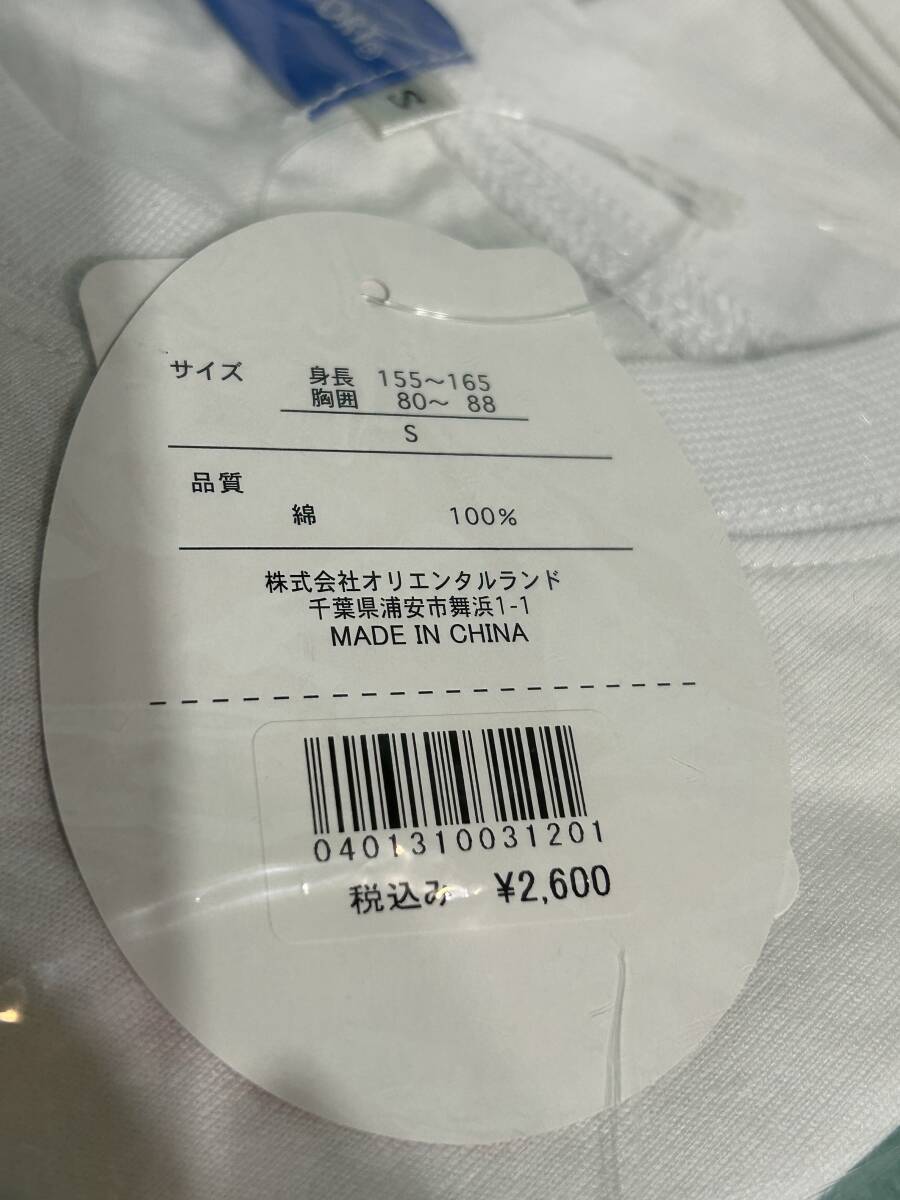 S
サイズ
身長 155～165
胸囲 80～ 88
S
品質
綿 100%
株式会社オリエンタルランド
千葉県浦安市舞浜1-1
MADE IN CHINA
0401310031201
税込み ¥2,600